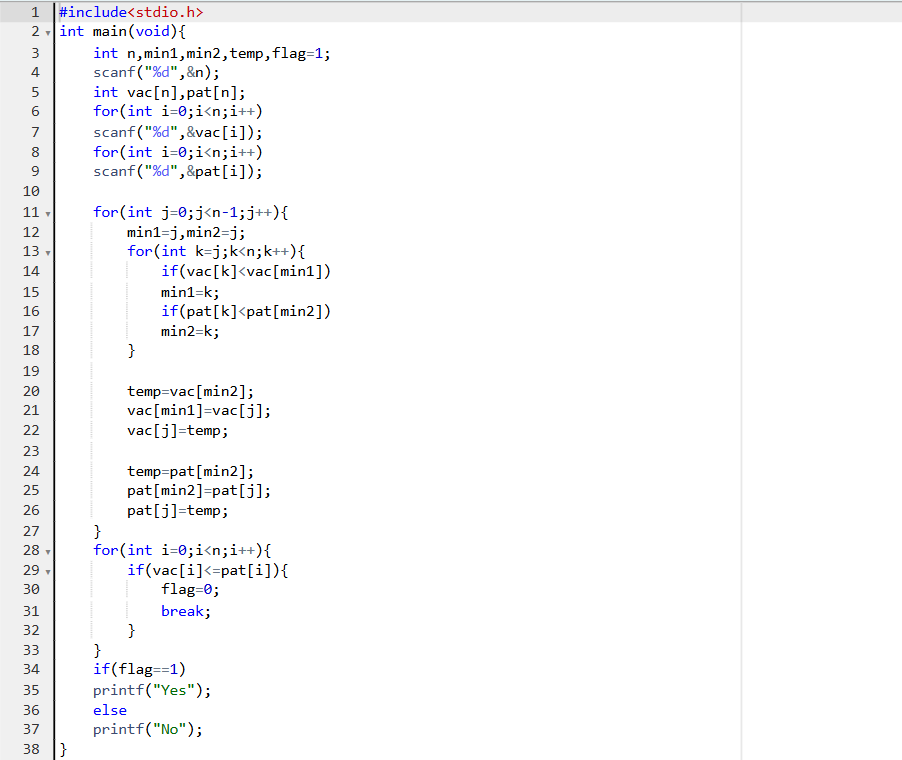 1 #include<stdio.h>
2 int main(void){
3     int n,min1,min2,temp,flag=1;
4     scanf("%d",&n);
5     int vac[n],pat[n];
6     for(int i=0;i<n;i++)
7     scanf("%d",&vac[i]);
8     for(int i=0;i<n;i++)
9     scanf("%d",&pat[i]);
10
11     for(int j=0;j<n-1;j++){
12         min1=j,min2=j;
13         for(int k=j;k<n;k++){
14             if(vac[k]<vac[min1])
15             min1=k;
16             if(pat[k]<pat[min2])
17             min2=k;
18         }
19
20         temp=vac[min2];
21         vac[min1]=vac[j];
22         vac[j]=temp;
23
24         temp=pat[min2];
25         pat[min2]=pat[j];
26         pat[j]=temp;
27     }
28     for(int i=0;i<n;i++){
29         if(vac[i]<=pat[i]){
30             flag=0;
31             break;
32         }
33     }
34     if(flag==1)
35     printf("Yes");
36     else
37     printf("No");
38 }